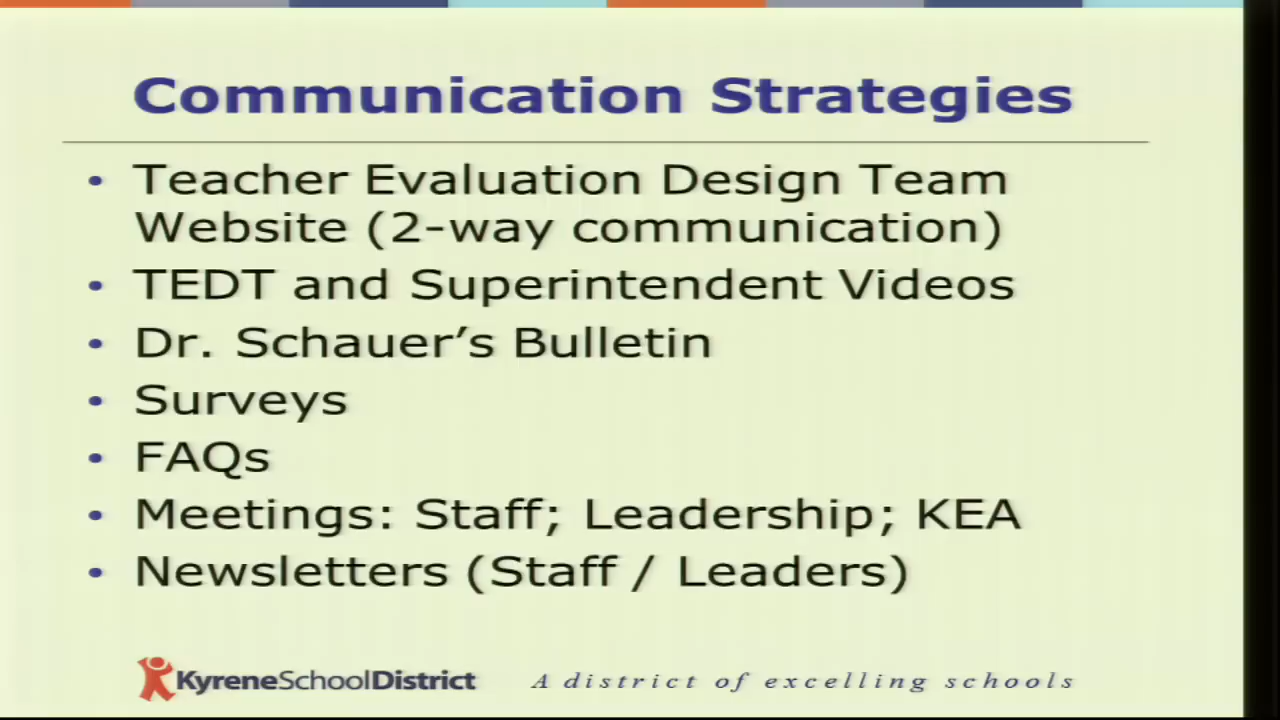 Communication Strategies
• Teacher Evaluation Design Team
Website (2-way communication)
• TEDT and Superintendent Videos
• Dr. Schauer’s Bulletin
• Surveys
• FAQs
• Meetings: Staff; Leadership; KEA
• Newsletters (Staff / Leaders)
KyreneSchoolDistrict A district of excelling schools